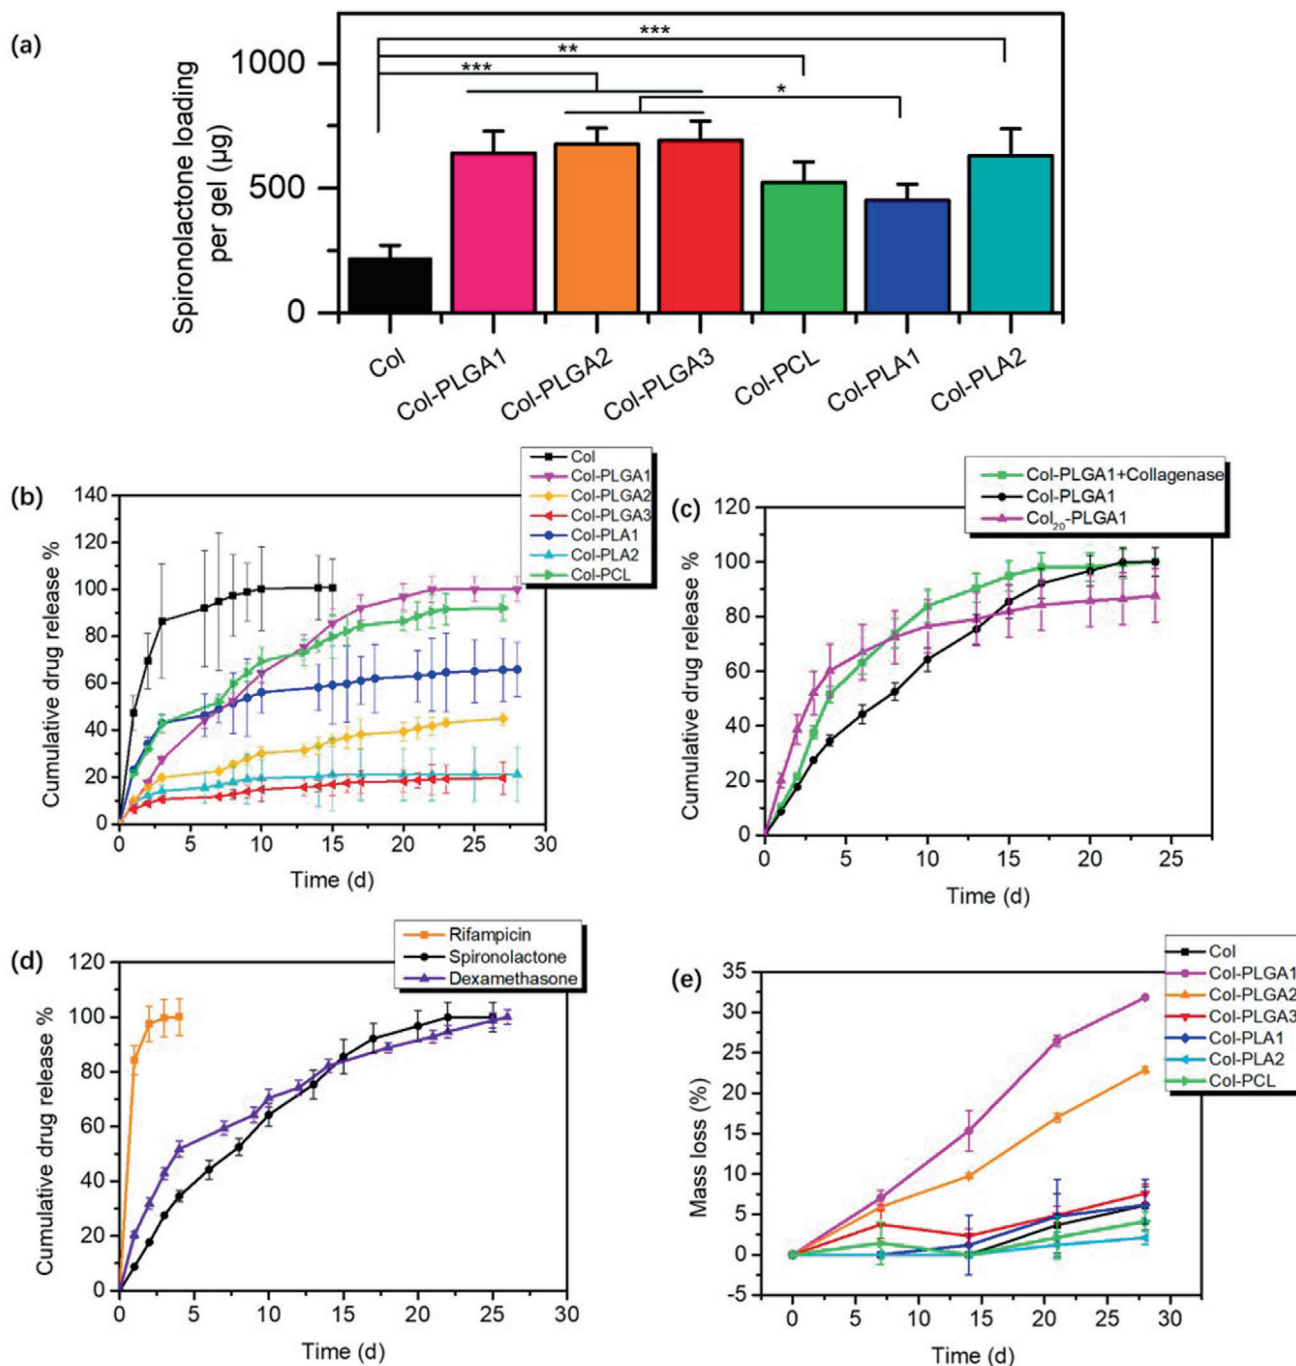 (a)
Spironolactone loading
per gel (µg)
1000
500
0
***
**
***
*
Col
Col-PLGA1
Col-PLGA2
Col-PLGA3
Col-PCL
Col-PLA1
Col-PLA2
(b)
Col
Col-PLGA1
Col-PLGA2
Col-PLGA3
Col-PLA1
Col-PLA2
Col-PCL
Cumulative drug release %
140
120
100
80
60
40
20
0
0 5 10 15 20 25 30
Time (d)
(c)
Col-PLGA1+Collagenase
Col-PLGA1
Col₂₀-PLGA1
Cumulative drug release %
120
100
80
60
40
20
0
0 5 10 15 20 25
Time (d)
(d)
Rifampicin
Spironolactone
Dexamethasone
Cumulative drug release %
120
100
80
60
40
20
0
0 5 10 15 20 25 30
Time (d)
(e)
Col
Col-PLGA1
Col-PLGA2
Col-PLGA3
Col-PLA1
Col-PLA2
Col-PCL
Mass loss (%)
35
30
25
20
15
10
5
0
-5
0 5 10 15 20 25 30
Time (d)